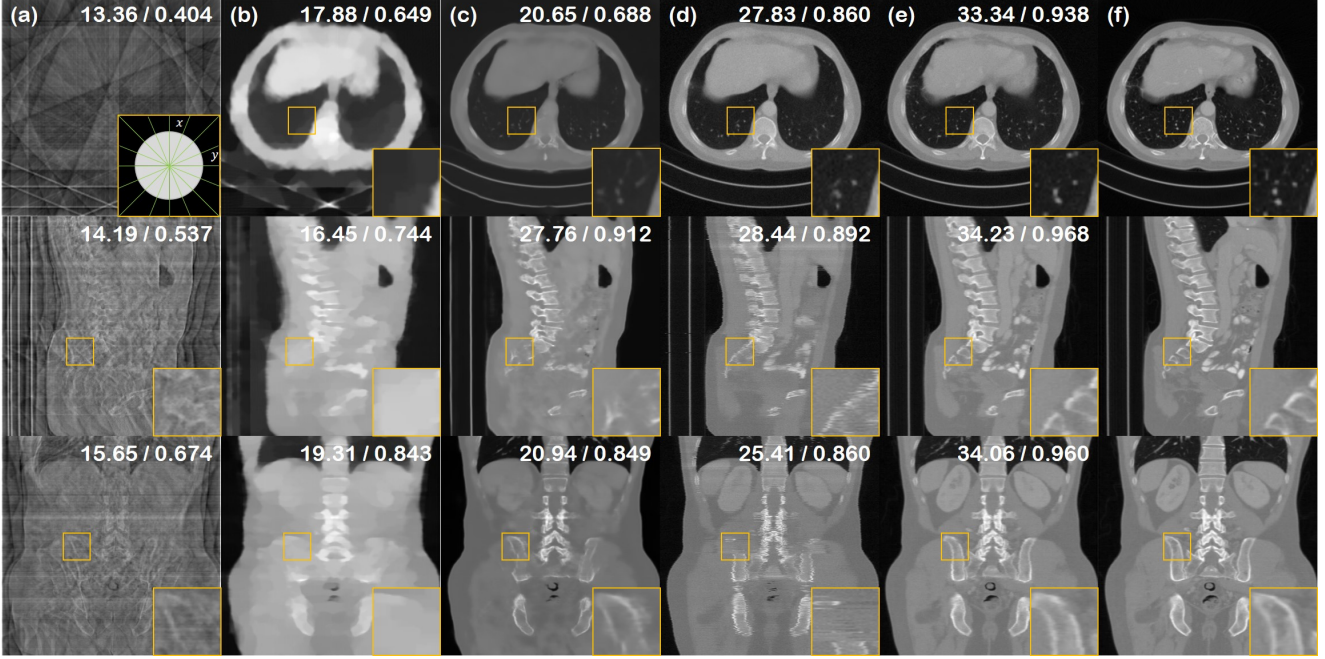 (a) 13.36 / 0.404 (b) 17.88 / 0.649 (c) 20.65 / 0.688 (d) 27.83 / 0.860 (e) 33.34 / 0.938 (f)
x
y
14.19 / 0.537 16.45 / 0.744 27.76 / 0.912 28.44 / 0.892 34.23 / 0.968
15.65 / 0.674 19.31 / 0.843 20.94 / 0.849 25.41 / 0.860 34.06 / 0.960